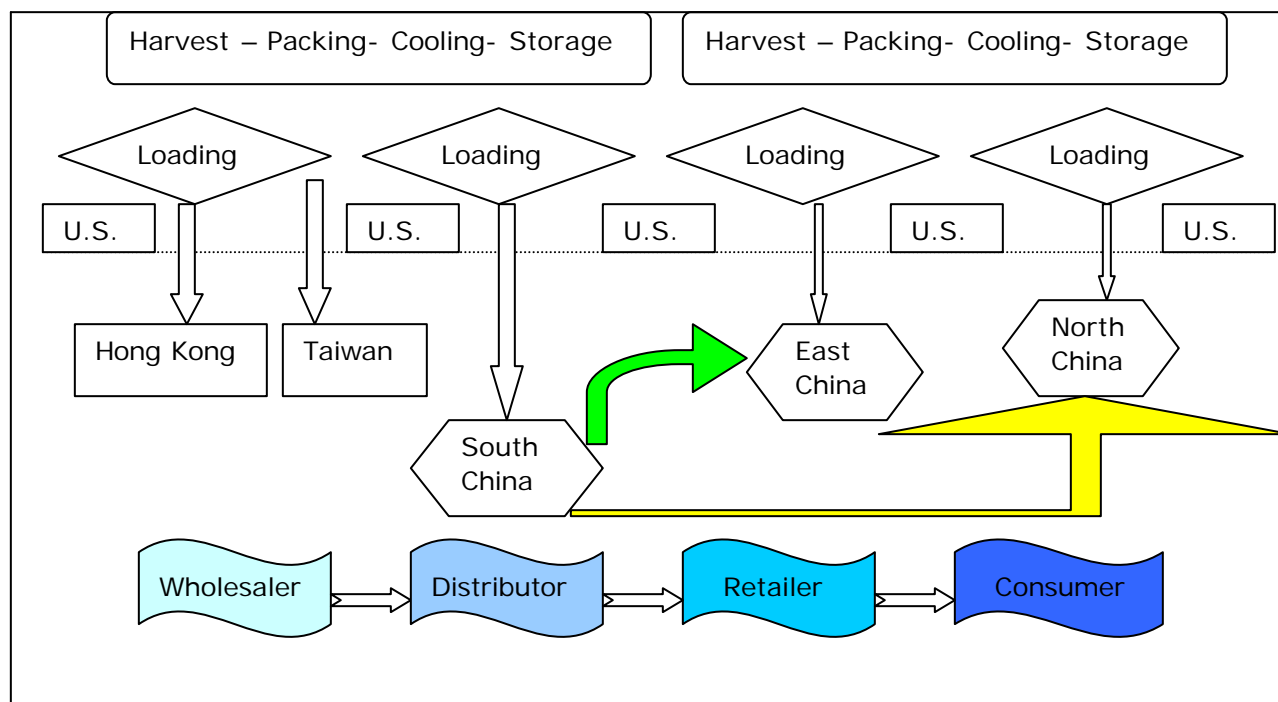 Harvest – Packing- Cooling- Storage
Harvest – Packing- Cooling- Storage
Loading
Loading
Loading
Loading
U.S.
U.S.
U.S.
U.S.
U.S.
Hong Kong
Taiwan
East
China
North
China
South
China
Wholesaler
Distributor
Retailer
Consumer